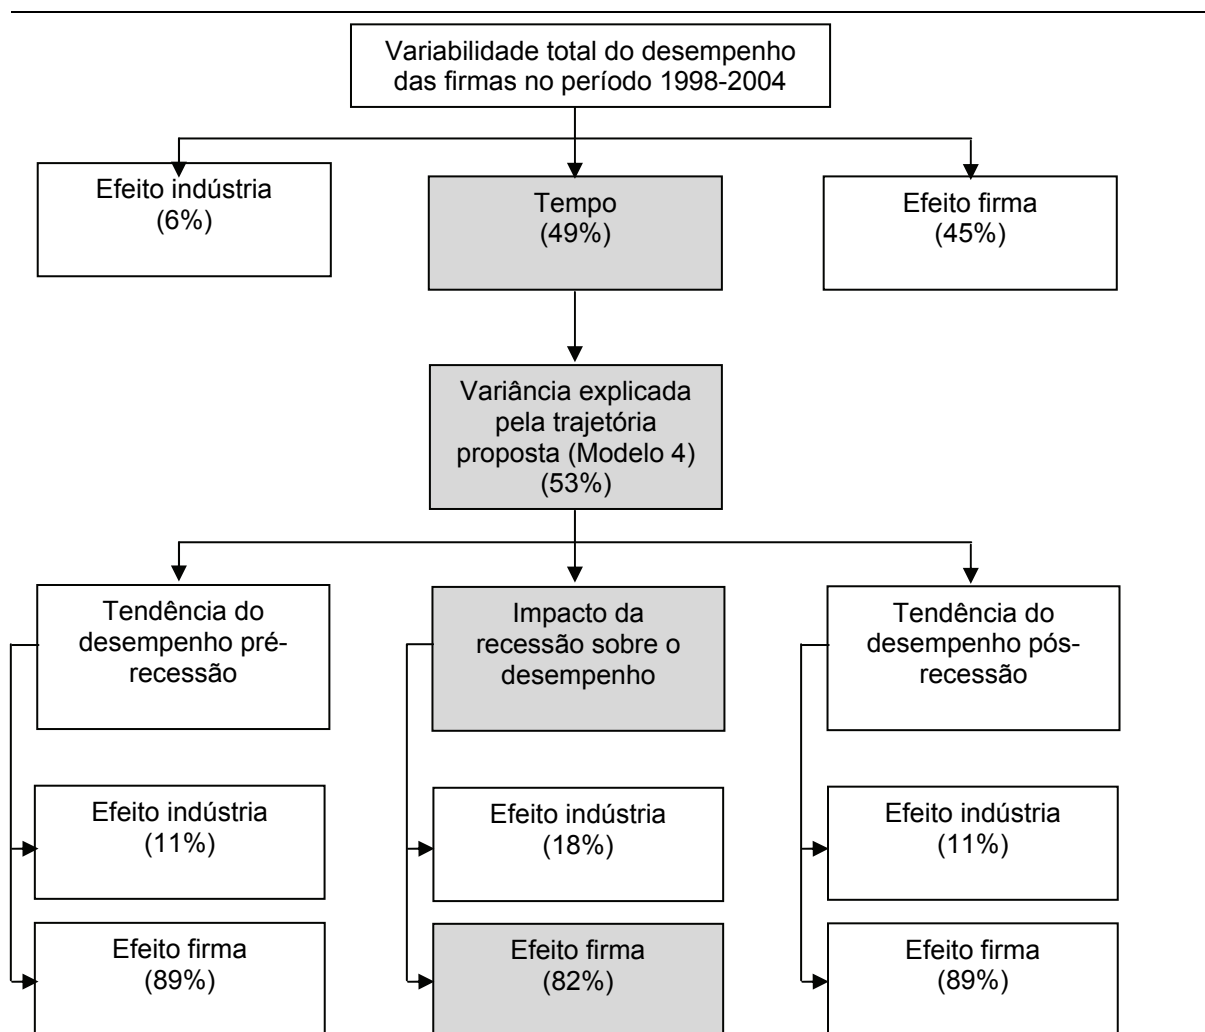 Variabilidade total do desempenho
das firmas no período 1998-2004
Efeito indústria
(6%)
Tempo
(49%)
Efeito firma
(45%)
Variância explicada
pela trajetória
proposta (Modelo 4)
(53%)
Tendência do
desempenho pré-
recessão
Impacto da
recessão sobre o
desempenho
Tendência do
desempenho pós-
recessão
Efeito indústria
(11%)
Efeito indústria
(18%)
Efeito indústria
(11%)
Efeito firma
(89%)
Efeito firma
(82%)
Efeito firma
(89%)